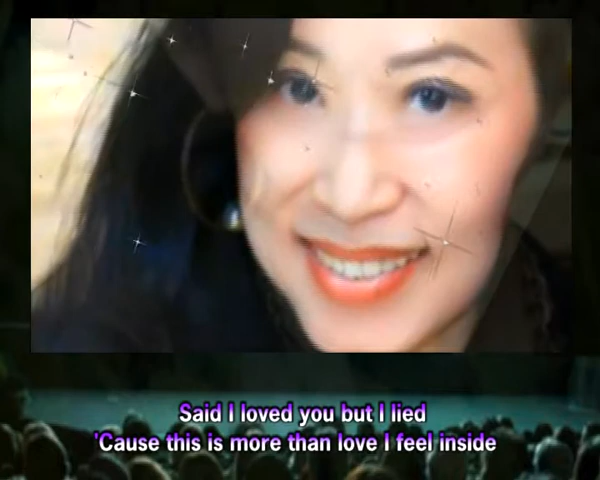 Said I loved you but I lied
'Cause this is more than love I feel inside